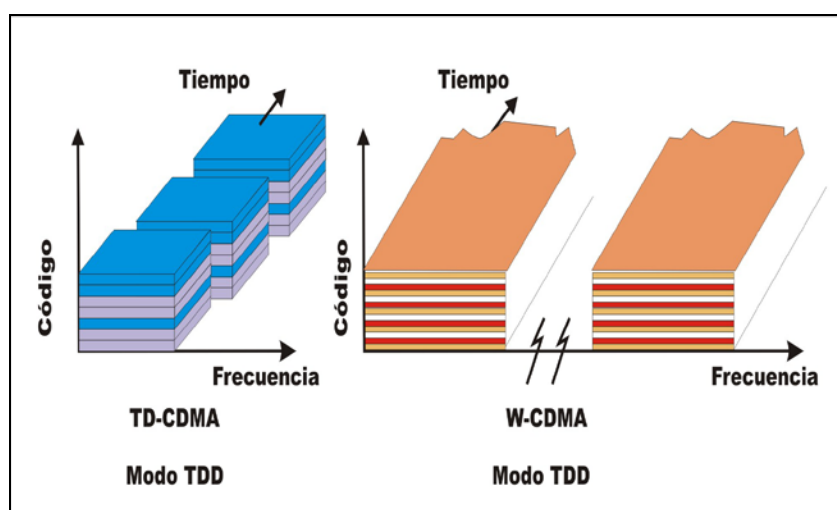 Tiempo
Código
Frecuencia
TD-CDMA
Modo TDD
Tiempo
Código
Frecuencia
W-CDMA
Modo TDD